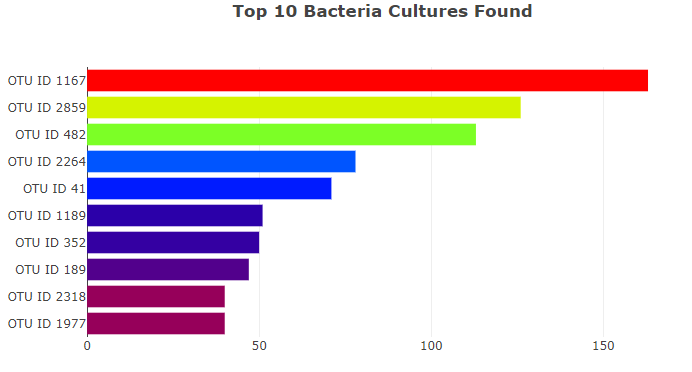 Top 10 Bacteria Cultures Found
OTU ID 1167
OTU ID 2859
OTU ID 482
OTU ID 2264
OTU ID 41
OTU ID 1189
OTU ID 352
OTU ID 189
OTU ID 2318
OTU ID 1977
0 50 100 150